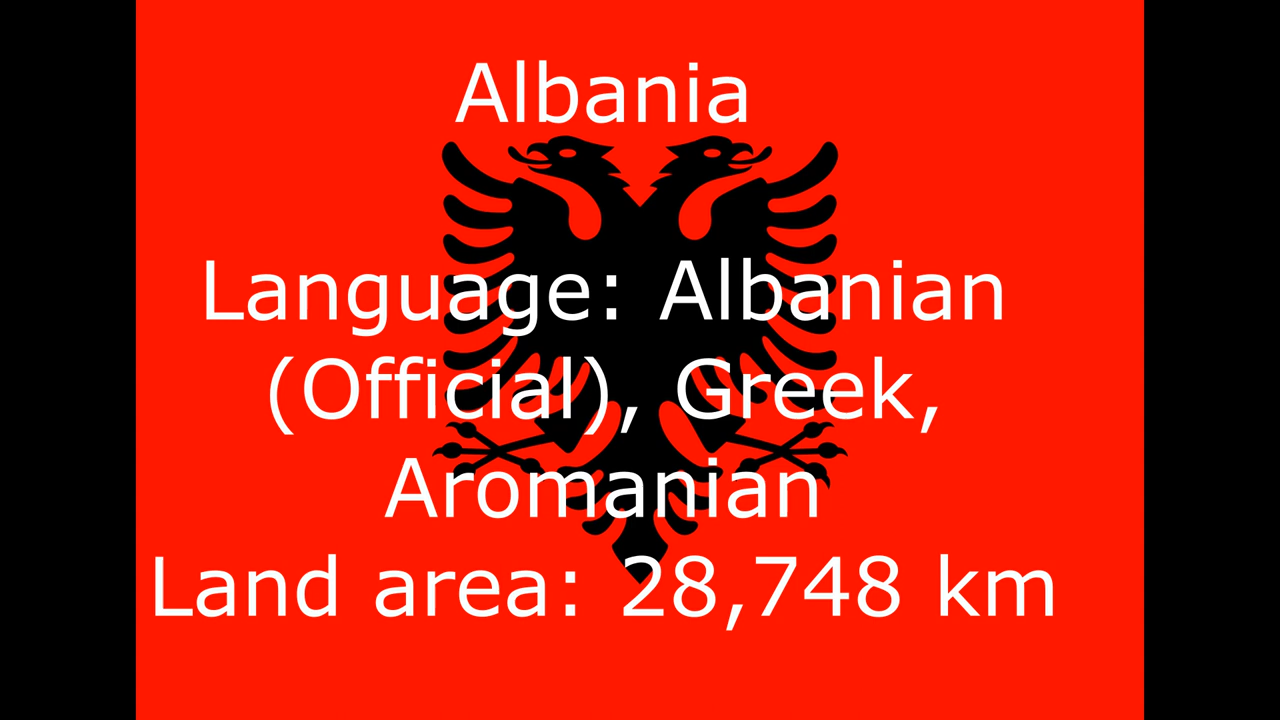 Albania
Language: Albanian
(Official), Greek,
Aromanian
Land area: 28,748 km